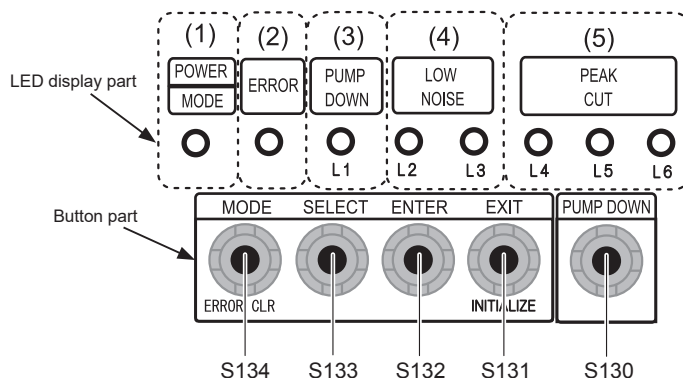 (1) (2) (3) (4) (5)
POWER
MODE
ERROR
PUMP
DOWN
LOW
NOISE
PEAK
CUT
LED display part
L1 L2 L3 L4 L5 L6
Button part
MODE SELECT ENTER EXIT PUMP DOWN
ERROR CLR INITIALIZE
S134 S133 S132 S131 S130